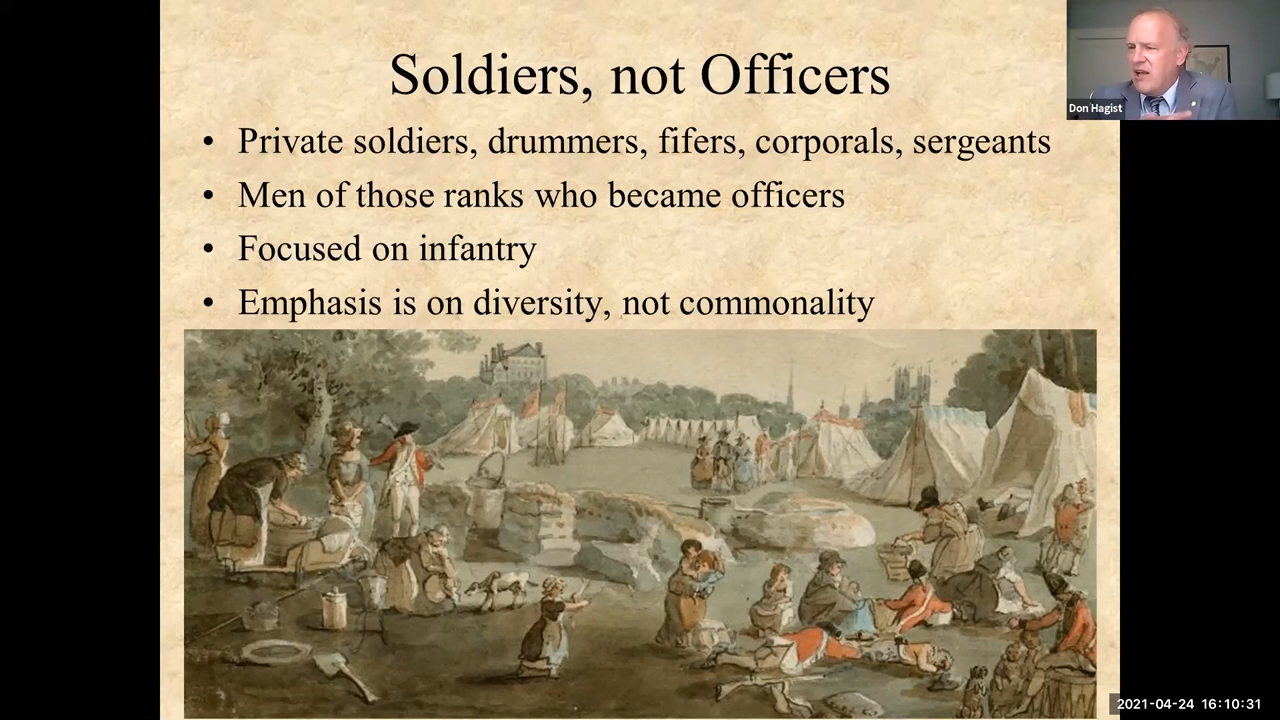 Soldiers, not Officers
Don Hagist
• Private soldiers, drummers, fifers, corporals, sergeants
• Men of those ranks who became officers
• Focused on infantry
• Emphasis is on diversity, not commonality
2021-04-24 16:10:31